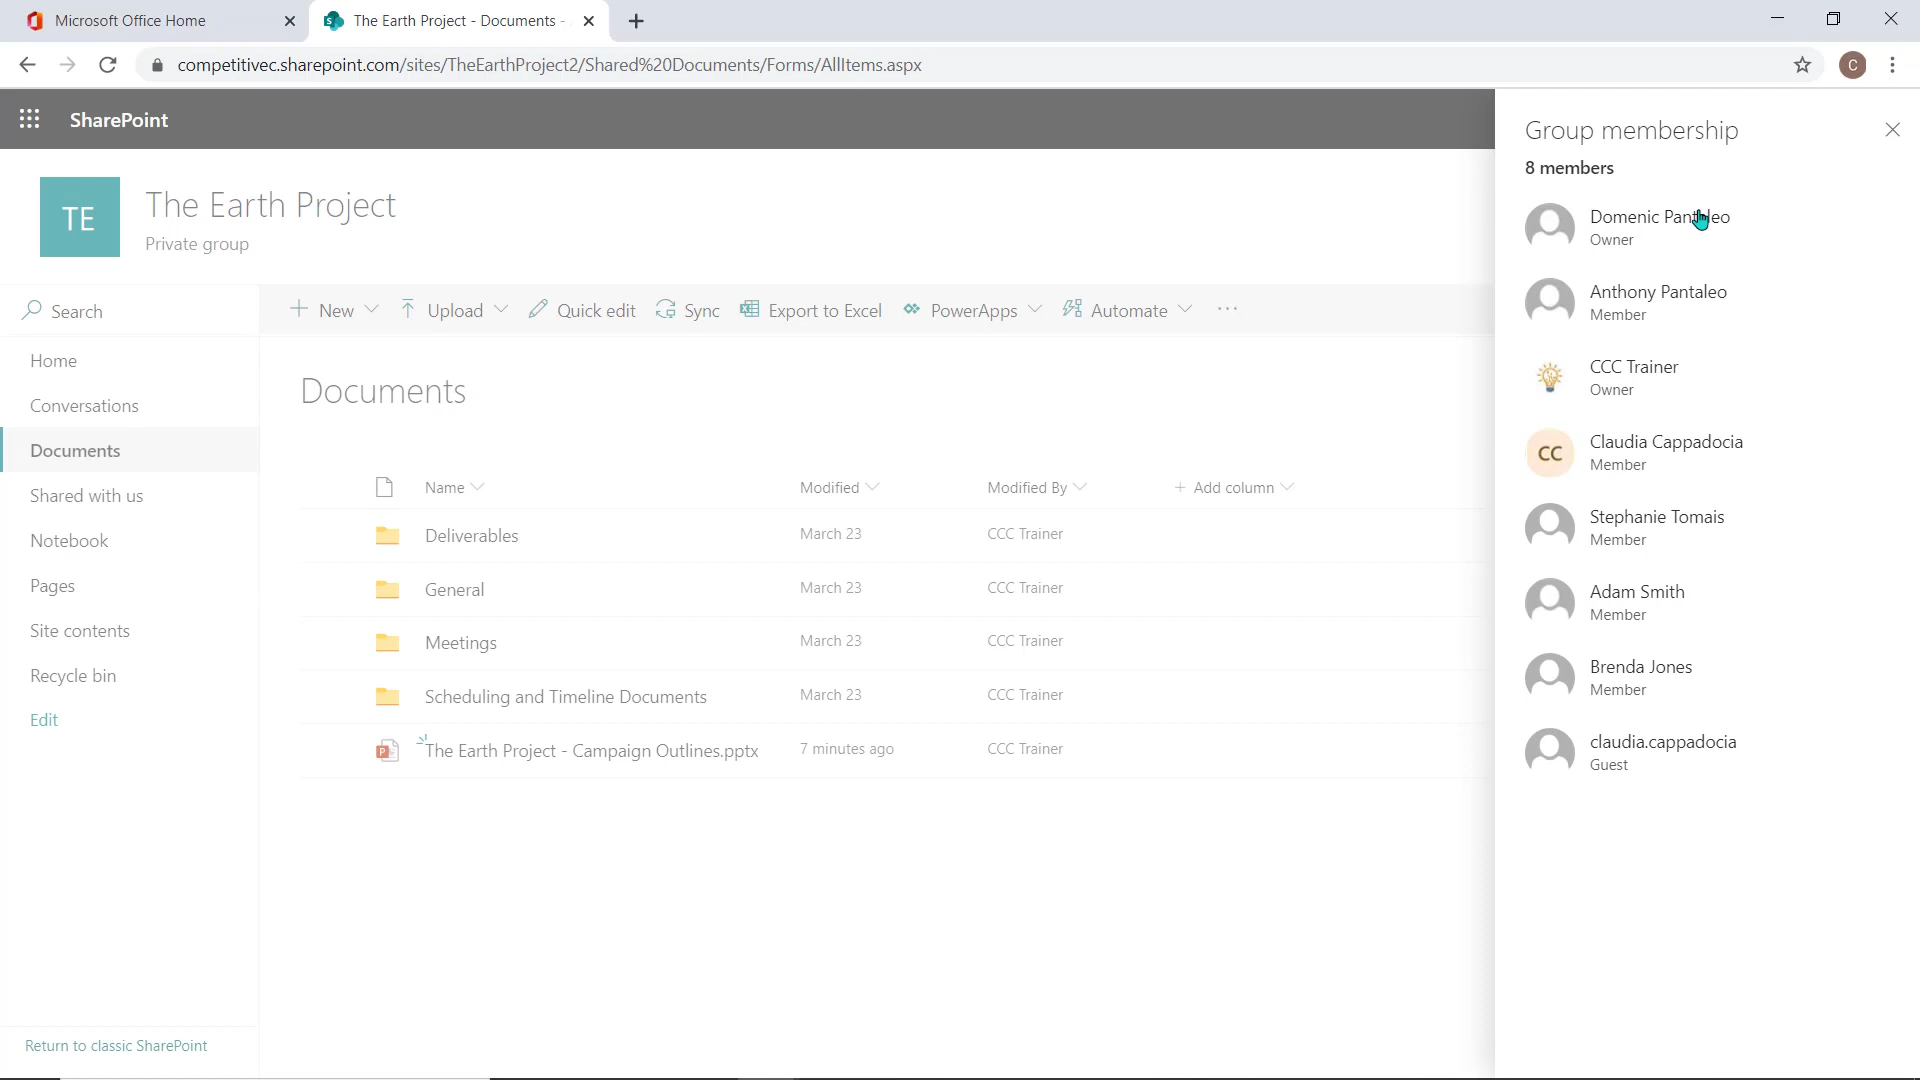 Microsoft Office Home
The Earth Project - Documents -
competitivec.sharepoint.com/sites/TheEarthProject2/Shared%20Documents/Forms/AllItems.aspx
C
SharePoint
TE
The Earth Project
Private group
Search
New
Upload
Quick edit
Sync
Export to Excel
PowerApps
Automate
Home
Conversations
Documents
Shared with us
Notebook
Pages
Site contents
Recycle bin
Edit
Return to classic SharePoint
Documents
Name
Modified
Modified By
Add column
Deliverables March 23 CCC Trainer
General March 23 CCC Trainer
Meetings March 23 CCC Trainer
Scheduling and Timeline Documents March 23 CCC Trainer
The Earth Project - Campaign Outlines.pptx 7 minutes ago CCC Trainer
Group membership
8 members
Domenic Pantaleo
Owner
Anthony Pantaleo
Member
CCC Trainer
Owner
CC
Claudia Cappadocia
Member
Stephanie Tomais
Member
Adam Smith
Member
Brenda Jones
Member
claudia.cappadocia
Guest